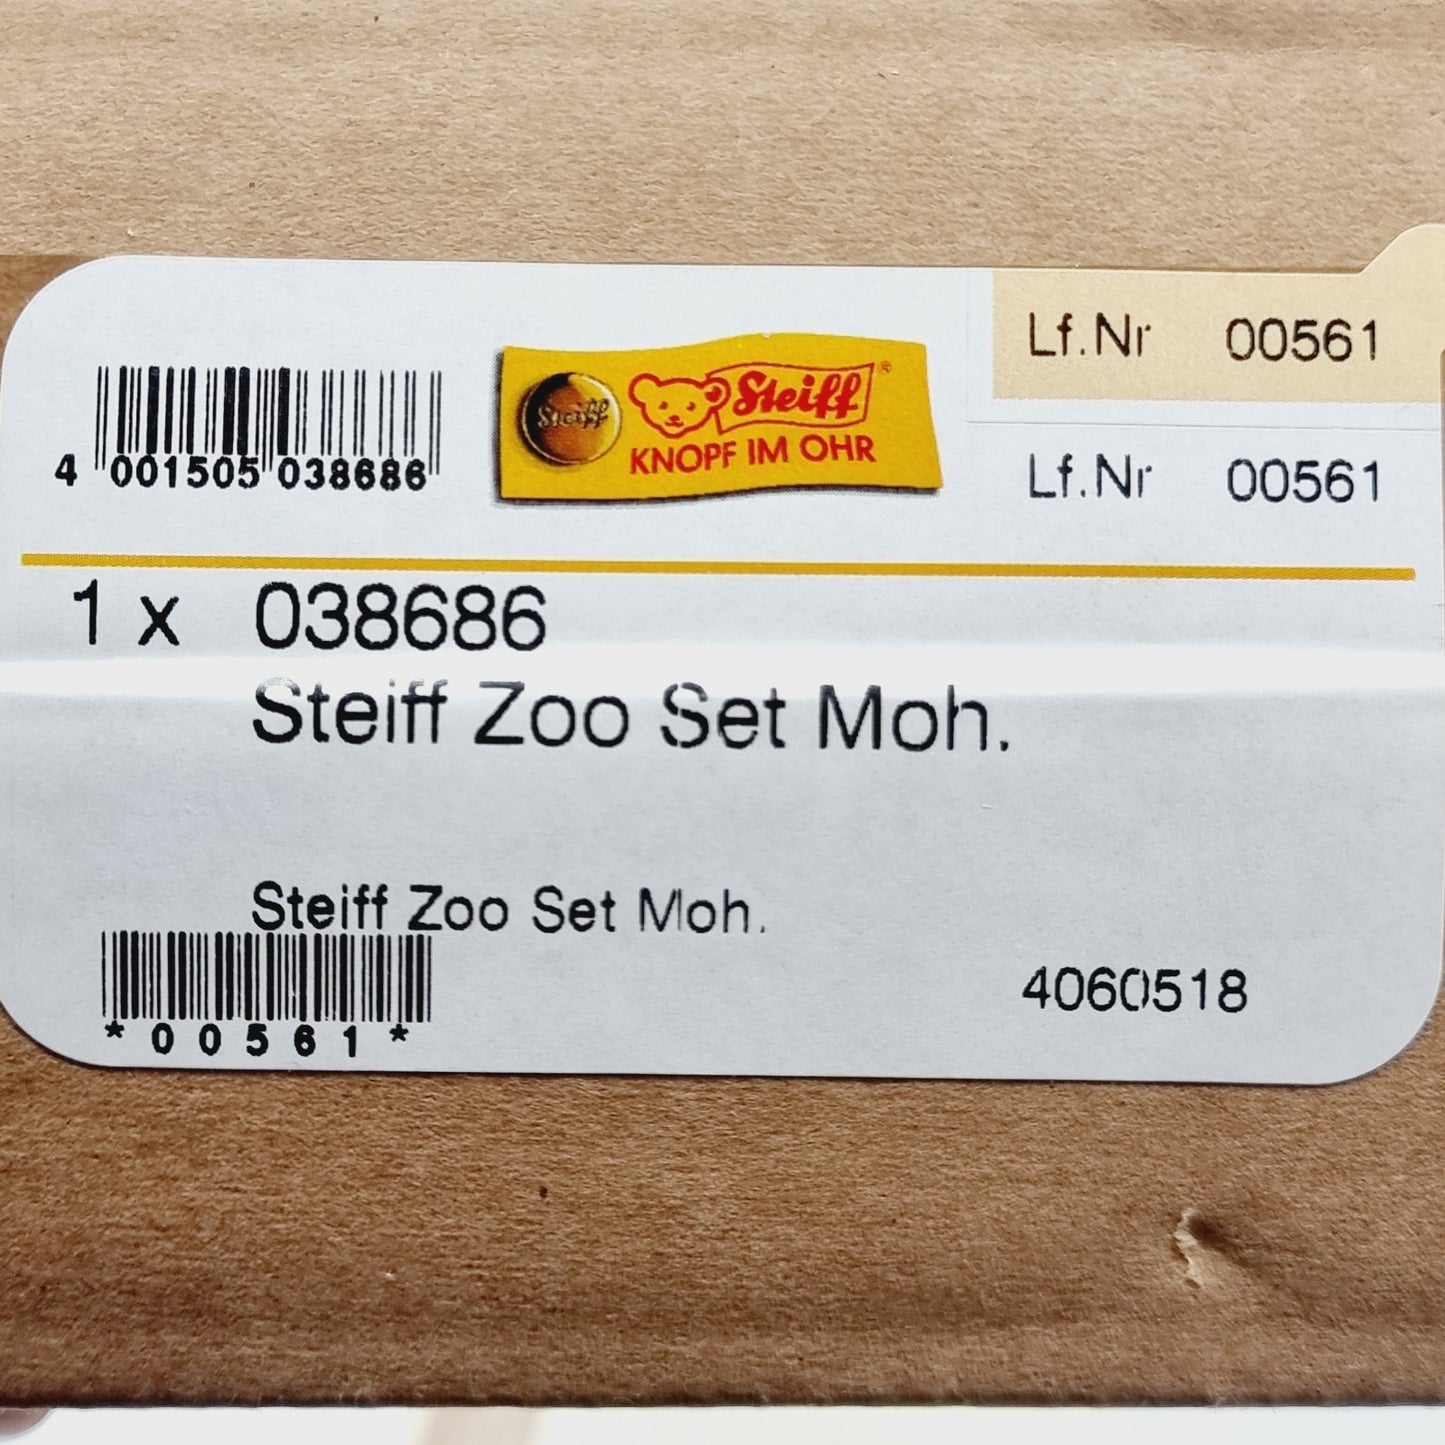 Lf.Nr 00561
Steiff
Steiff ®
KNOPF IM OHR
4 001505 038686
Lf.Nr 00561
1 x 038686
Steiff Zoo Set Moh.
Steiff Zoo Set Moh.
4060518
*00561*